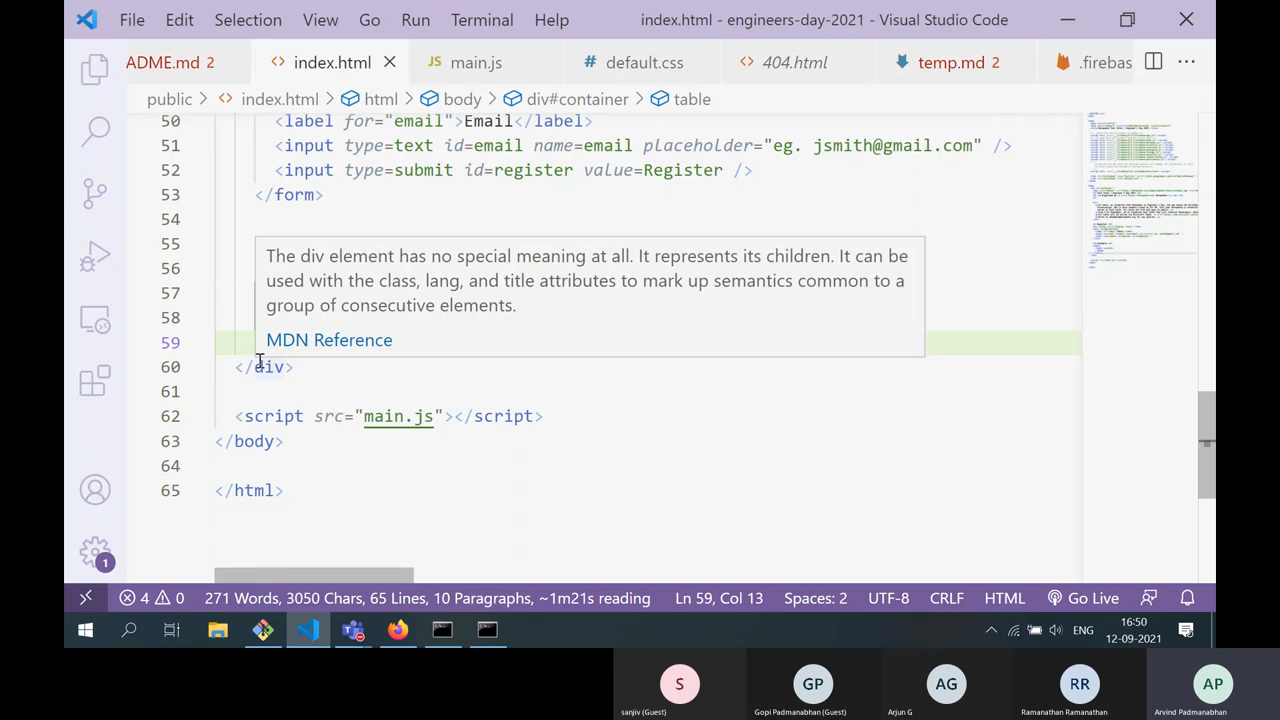 File Edit Selection View Go Run Terminal Help index.html - engineers-day-2021 - Visual Studio Code
ADME.md 2 index.html main.js default.css 404.html temp.md 2 .firebas
public > index.html > html > body > div#container > table
50 <label for="email">Email</label>
51 <input type=text id=email name=email placeholder="eg. jsmith@gmail.com" />
52 <input type=submit id=register value=Register />
53 </form>
54
55
56
57
58
59
The div element has no special meaning at all. It represents its children. It can be
used with the class, lang, and title attributes to mark up semantics common to a
group of consecutive elements.
MDN Reference
60 </div>
61
62 <script src="main.js"></script>
63 </body>
64
65 </html>
1
4 0 271 Words, 3050 Chars, 65 Lines, 10 Paragraphs, ~1m21s reading Ln 59, Col 13 Spaces: 2 UTF-8 CRLF HTML Go Live
ENG 16:50
12-09-2021
S GP AG RR AP
sanjiv (Guest) Gopi Padmanabhan (Guest) Arjun G Ramanathan Ramanathan Arvind Padmanabhan